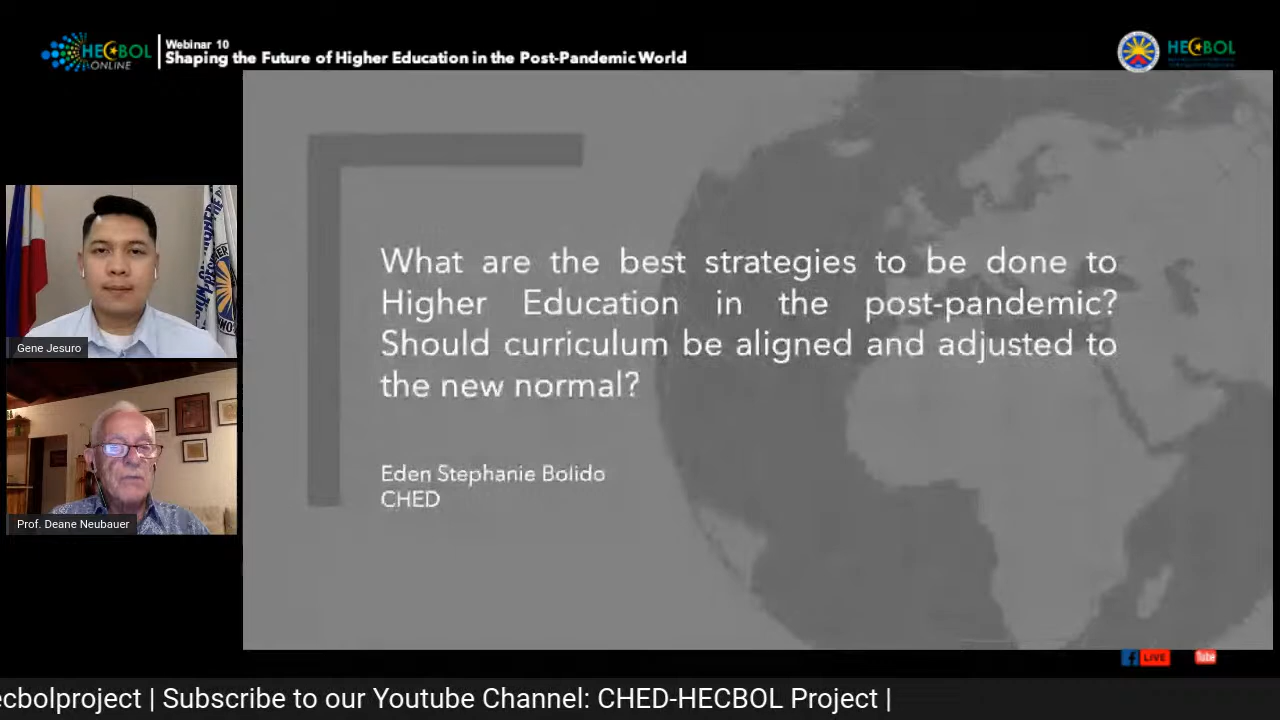 HECBOL
ONLINE
Webinar 10
Shaping the Future of Higher Education in the Post-Pandemic World
HECBOL
What are the best strategies to be done to
Higher Education in the post-pandemic?
Should curriculum be aligned and adjusted to
the new normal?
Eden Stephanie Bolido
CHED
Gene Jesuro
Prof. Deane Neubauer
LIVE
Tube
ecbolproject | Subscribe to our Youtube Channel: CHED-HECBOL Project |